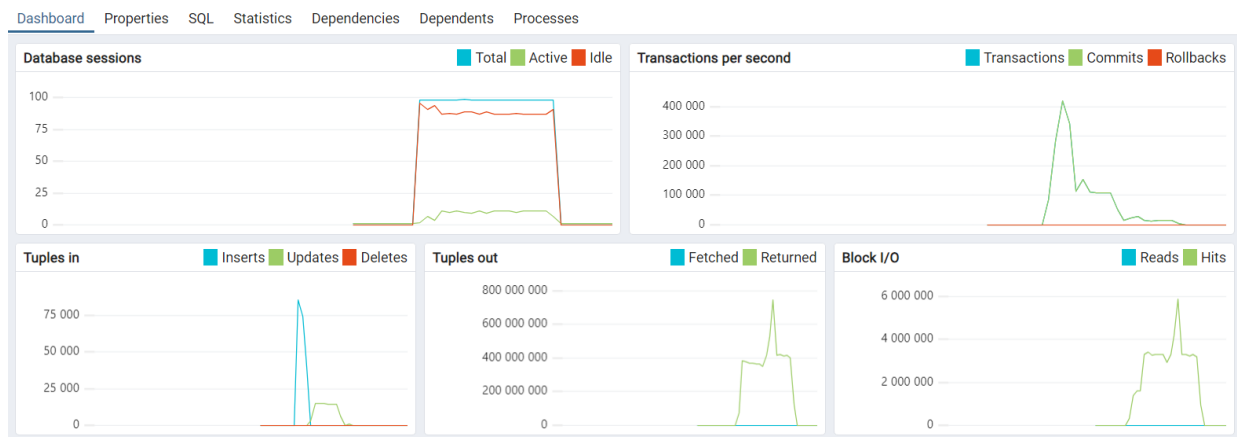 Dashboard Properties SQL Statistics Dependencies Dependents Processes
Database sessions Total Active Idle
100
75
50
25
0
Transactions per second Transactions Commits Rollbacks
400 000
300 000
200 000
100 000
0
Tuples in Inserts Updates Deletes
75 000
50 000
25 000
0
Tuples out Fetched Returned
800 000 000
600 000 000
400 000 000
200 000 000
0
Block I/O Reads Hits
6 000 000
4 000 000
2 000 000
0